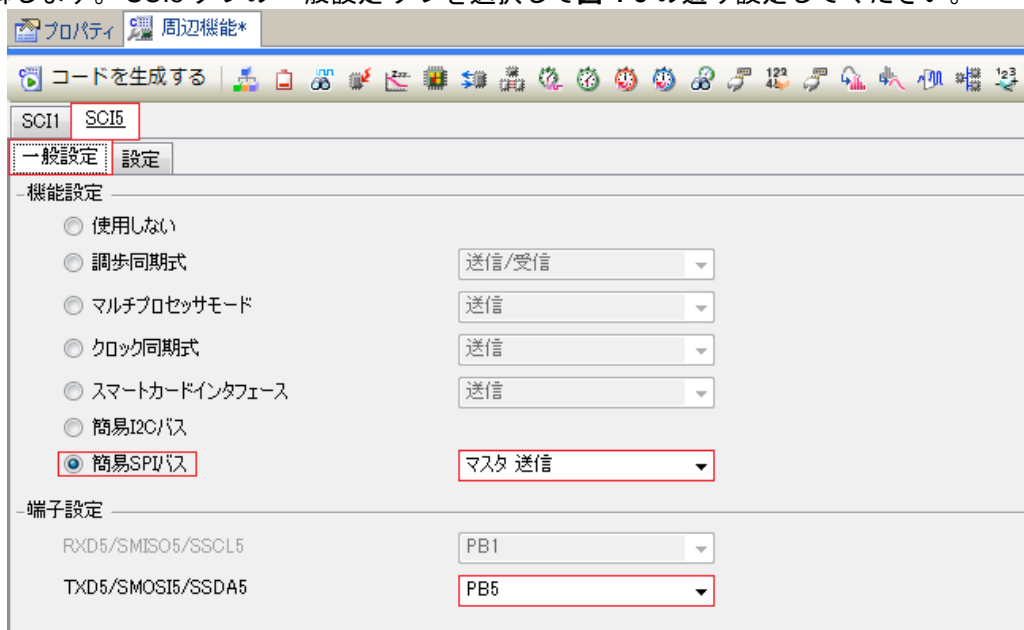 SCI5 タブの一般設定タブを選択して図 4 の通り設定してください。
プロパティ 周辺機能*
コードを生成する
SCI1 SCI5
一般設定 設定
機能設定
使用しない
調歩同期式 送信/受信
マルチプロセッサモード 送信
クロック同期式 送信
スマートカードインタフェース 送信
簡易I2Cバス
簡易SPIバス マスタ 送信
端子設定
RXD5/SMISO5/SSCL5 PB1
TXD5/SMOSI5/SSDA5 PB5